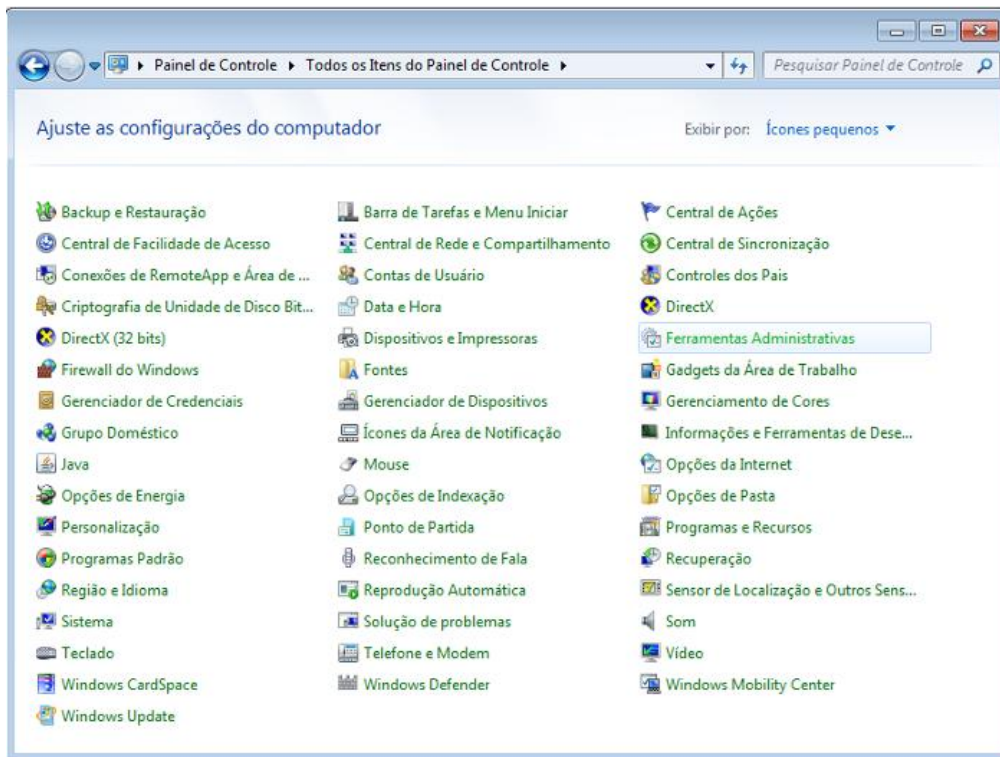 Painel de Controle Todos os Itens do Painel de Controle Pesquisar Painel de Controle
Ajuste as configurações do computador Exibir por: Ícones pequenos
Backup e Restauração Barra de Tarefas e Menu Iniciar Central de Ações
Central de Facilidade de Acesso Central de Rede e Compartilhamento Central de Sincronização
Conexões de RemoteApp e Área de ... Contas de Usuário Controles dos Pais
Criptografia de Unidade de Disco Bit... Data e Hora DirectX
DirectX (32 bits) Dispositivos e Impressoras Ferramentas Administrativas
Firewall do Windows Fontes Gadgets da Área de Trabalho
Gerenciador de Credenciais Gerenciador de Dispositivos Gerenciamento de Cores
Grupo Doméstico Ícones da Área de Notificação Informações e Ferramentas de Dese...
Java Mouse Opções da Internet
Opções de Energia Opções de Indexação Opções de Pasta
Personalização Ponto de Partida Programas e Recursos
Programas Padrão Reconhecimento de Fala Recuperação
Região e Idioma Reprodução Automática Sensor de Localização e Outros Sens...
Sistema Solução de problemas Som
Teclado Telefone e Modem Vídeo
Windows CardSpace Windows Defender Windows Mobility Center
Windows Update